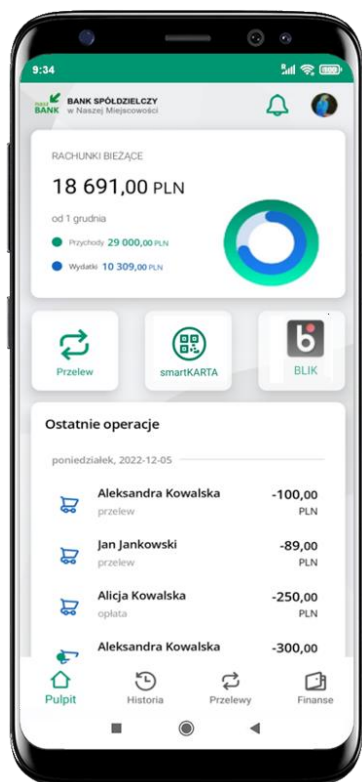 9:34
BANK
BANK SPÓŁDZIELCZY
w Naszej Miejscowości
RACHUNKI BIEŻĄCE
18 691,00 PLN
od 1 grudnia
Przychody 29 000,00 PLN
Wydatki 10 309,00 PLN
Przelew
smartKARTA
BLIK
Ostatnie operacje
poniedziałek, 2022-12-05
Aleksandra Kowalska -100,00
przelew PLN
Jan Jankowski -89,00
przelew PLN
Alicja Kowalska -250,00
opłata PLN
Aleksandra Kowalska -300,00
Pulpit Historia Przelewy Finanse